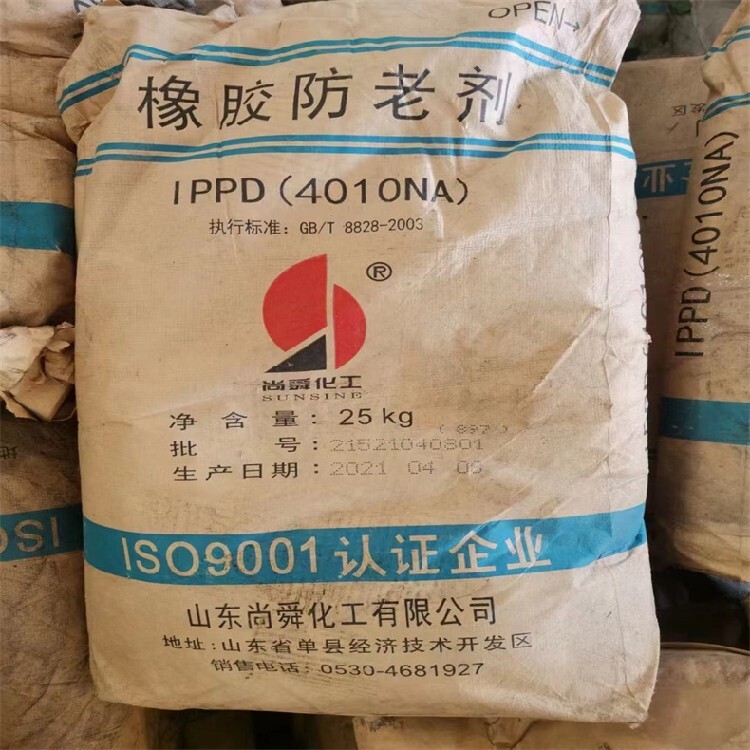 OPEN→
橡胶防老剂
IPPD(4010NA)
执行标准: GB/T 8828-2003
®
尚舜化工
SUNSINE
净含量: 25kg
(897)
批号: 21521040801
生产日期: 2021 04 06
ISO9001认证企业
山东尚舜化工有限公司
地址:山东省单县经济技术开发区
销售电话: 0530-4681927
IPPD(4010NA)